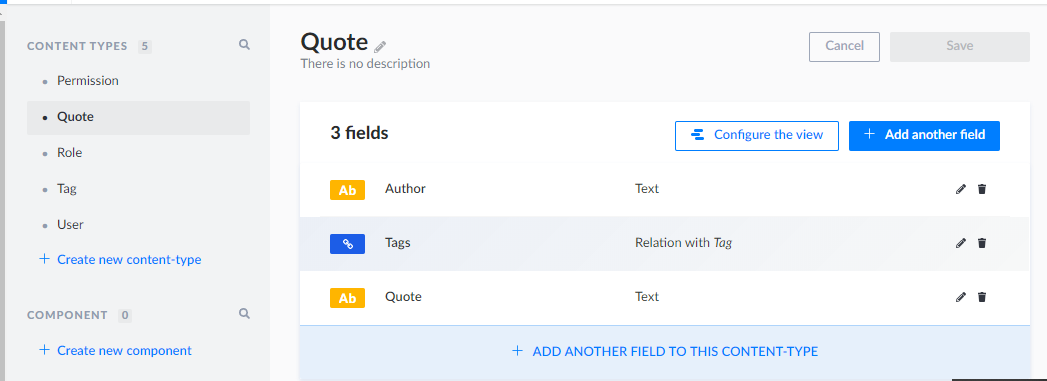 CONTENT TYPES 5
Permission
Quote
Role
Tag
User
+ Create new content-type
COMPONENT 0
+ Create new component
Quote
There is no description
Cancel
Save
3 fields
Configure the view
+ Add another field
Ab Author Text
Tags Relation with Tag
Ab Quote Text
+ ADD ANOTHER FIELD TO THIS CONTENT-TYPE